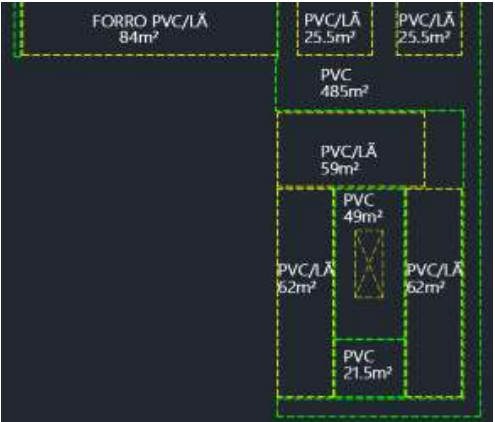 FORRO PVC/LÃ
84m²
PVC/LÃ
25.5m²
PVC/LÃ
25.5m²
PVC
485m²
PVC/LÃ
59m²
PVC
49m²
PVC/LÃ
62m²
PVC/LÃ
62m²
PVC
21.5m²